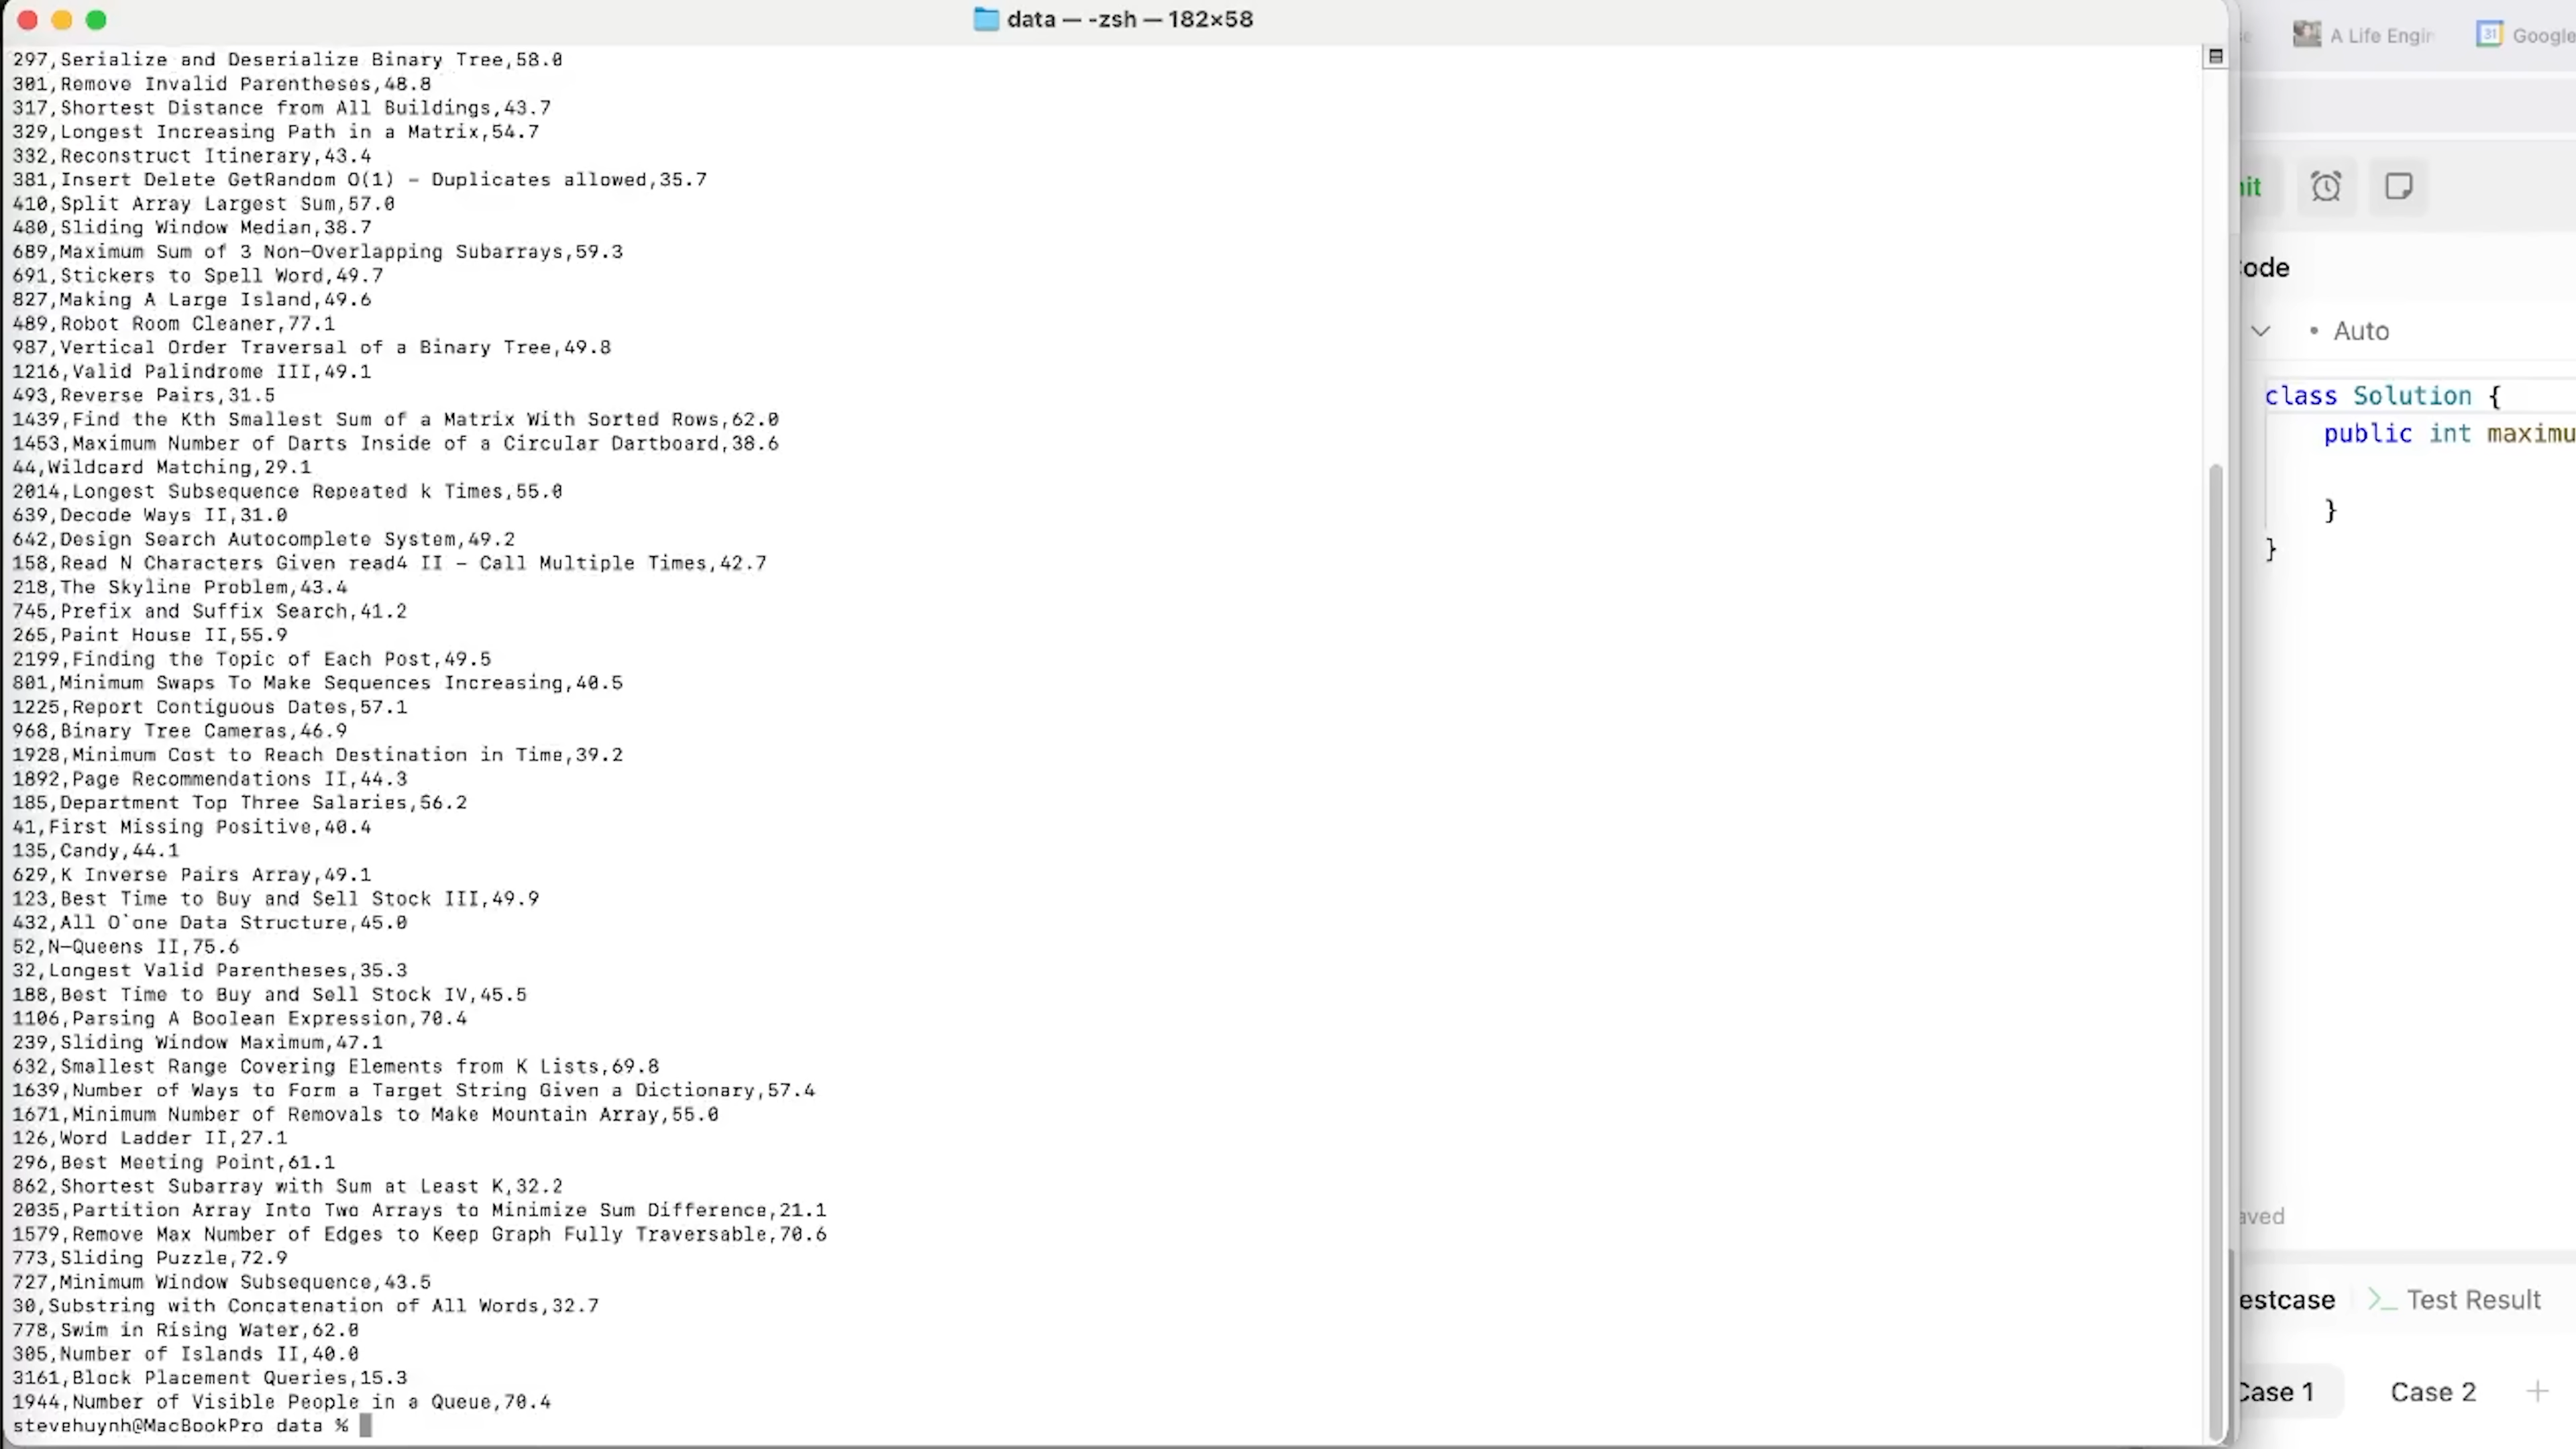 data — -zsh — 182×58
297,Serialize and Deserialize Binary Tree,58.0
301,Remove Invalid Parentheses,48.8
317,Shortest Distance from All Buildings,43.7
329,Longest Increasing Path in a Matrix,54.7
332,Reconstruct Itinerary,43.4
381,Insert Delete GetRandom O(1) - Duplicates allowed,35.7
410,Split Array Largest Sum,57.0
480,Sliding Window Median,38.7
689,Maximum Sum of 3 Non-Overlapping Subarrays,59.3
691,Stickers to Spell Word,49.7
827,Making A Large Island,49.6
489,Robot Room Cleaner,77.1
987,Vertical Order Traversal of a Binary Tree,49.8
1216,Valid Palindrome III,49.1
493,Reverse Pairs,31.5
1439,Find the Kth Smallest Sum of a Matrix With Sorted Rows,62.0
1453,Maximum Number of Darts Inside of a Circular Dartboard,38.6
44,Wildcard Matching,29.1
2014,Longest Subsequence Repeated k Times,55.0
639,Decode Ways II,31.0
642,Design Search Autocomplete System,49.2
158,Read N Characters Given read4 II - Call Multiple Times,42.7
218,The Skyline Problem,43.4
745,Prefix and Suffix Search,41.2
265,Paint House II,55.9
2199,Finding the Topic of Each Post,49.5
801,Minimum Swaps To Make Sequences Increasing,40.5
1225,Report Contiguous Dates,57.1
968,Binary Tree Cameras,46.9
1928,Minimum Cost to Reach Destination in Time,39.2
1892,Page Recommendations II,44.3
185,Department Top Three Salaries,56.2
41,First Missing Positive,40.4
135,Candy,44.1
629,K Inverse Pairs Array,49.1
123,Best Time to Buy and Sell Stock III,49.9
432,All O`one Data Structure,45.0
52,N-Queens II,75.6
32,Longest Valid Parentheses,35.3
188,Best Time to Buy and Sell Stock IV,45.5
1106,Parsing A Boolean Expression,70.4
239,Sliding Window Maximum,47.1
632,Smallest Range Covering Elements from K Lists,69.8
1639,Number of Ways to Form a Target String Given a Dictionary,57.4
1671,Minimum Number of Removals to Make Mountain Array,55.0
126,Word Ladder II,27.1
296,Best Meeting Point,61.1
862,Shortest Subarray with Sum at Least K,32.2
2035,Partition Array Into Two Arrays to Minimize Sum Difference,21.1
1579,Remove Max Number of Edges to Keep Graph Fully Traversable,70.6
773,Sliding Puzzle,72.9
727,Minimum Window Subsequence,43.5
30,Substring with Concatenation of All Words,32.7
778,Swim in Rising Water,62.0
305,Number of Islands II,40.0
3161,Block Placement Queries,15.3
1944,Number of Visible People in a Queue,70.4
stevehuynh@MacBookPro data %
A Life Engin
31 Google
ode
• Auto
class Solution {
public int maximu
}
}
aved
estcase >_ Test Result
Case 1 Case 2 +